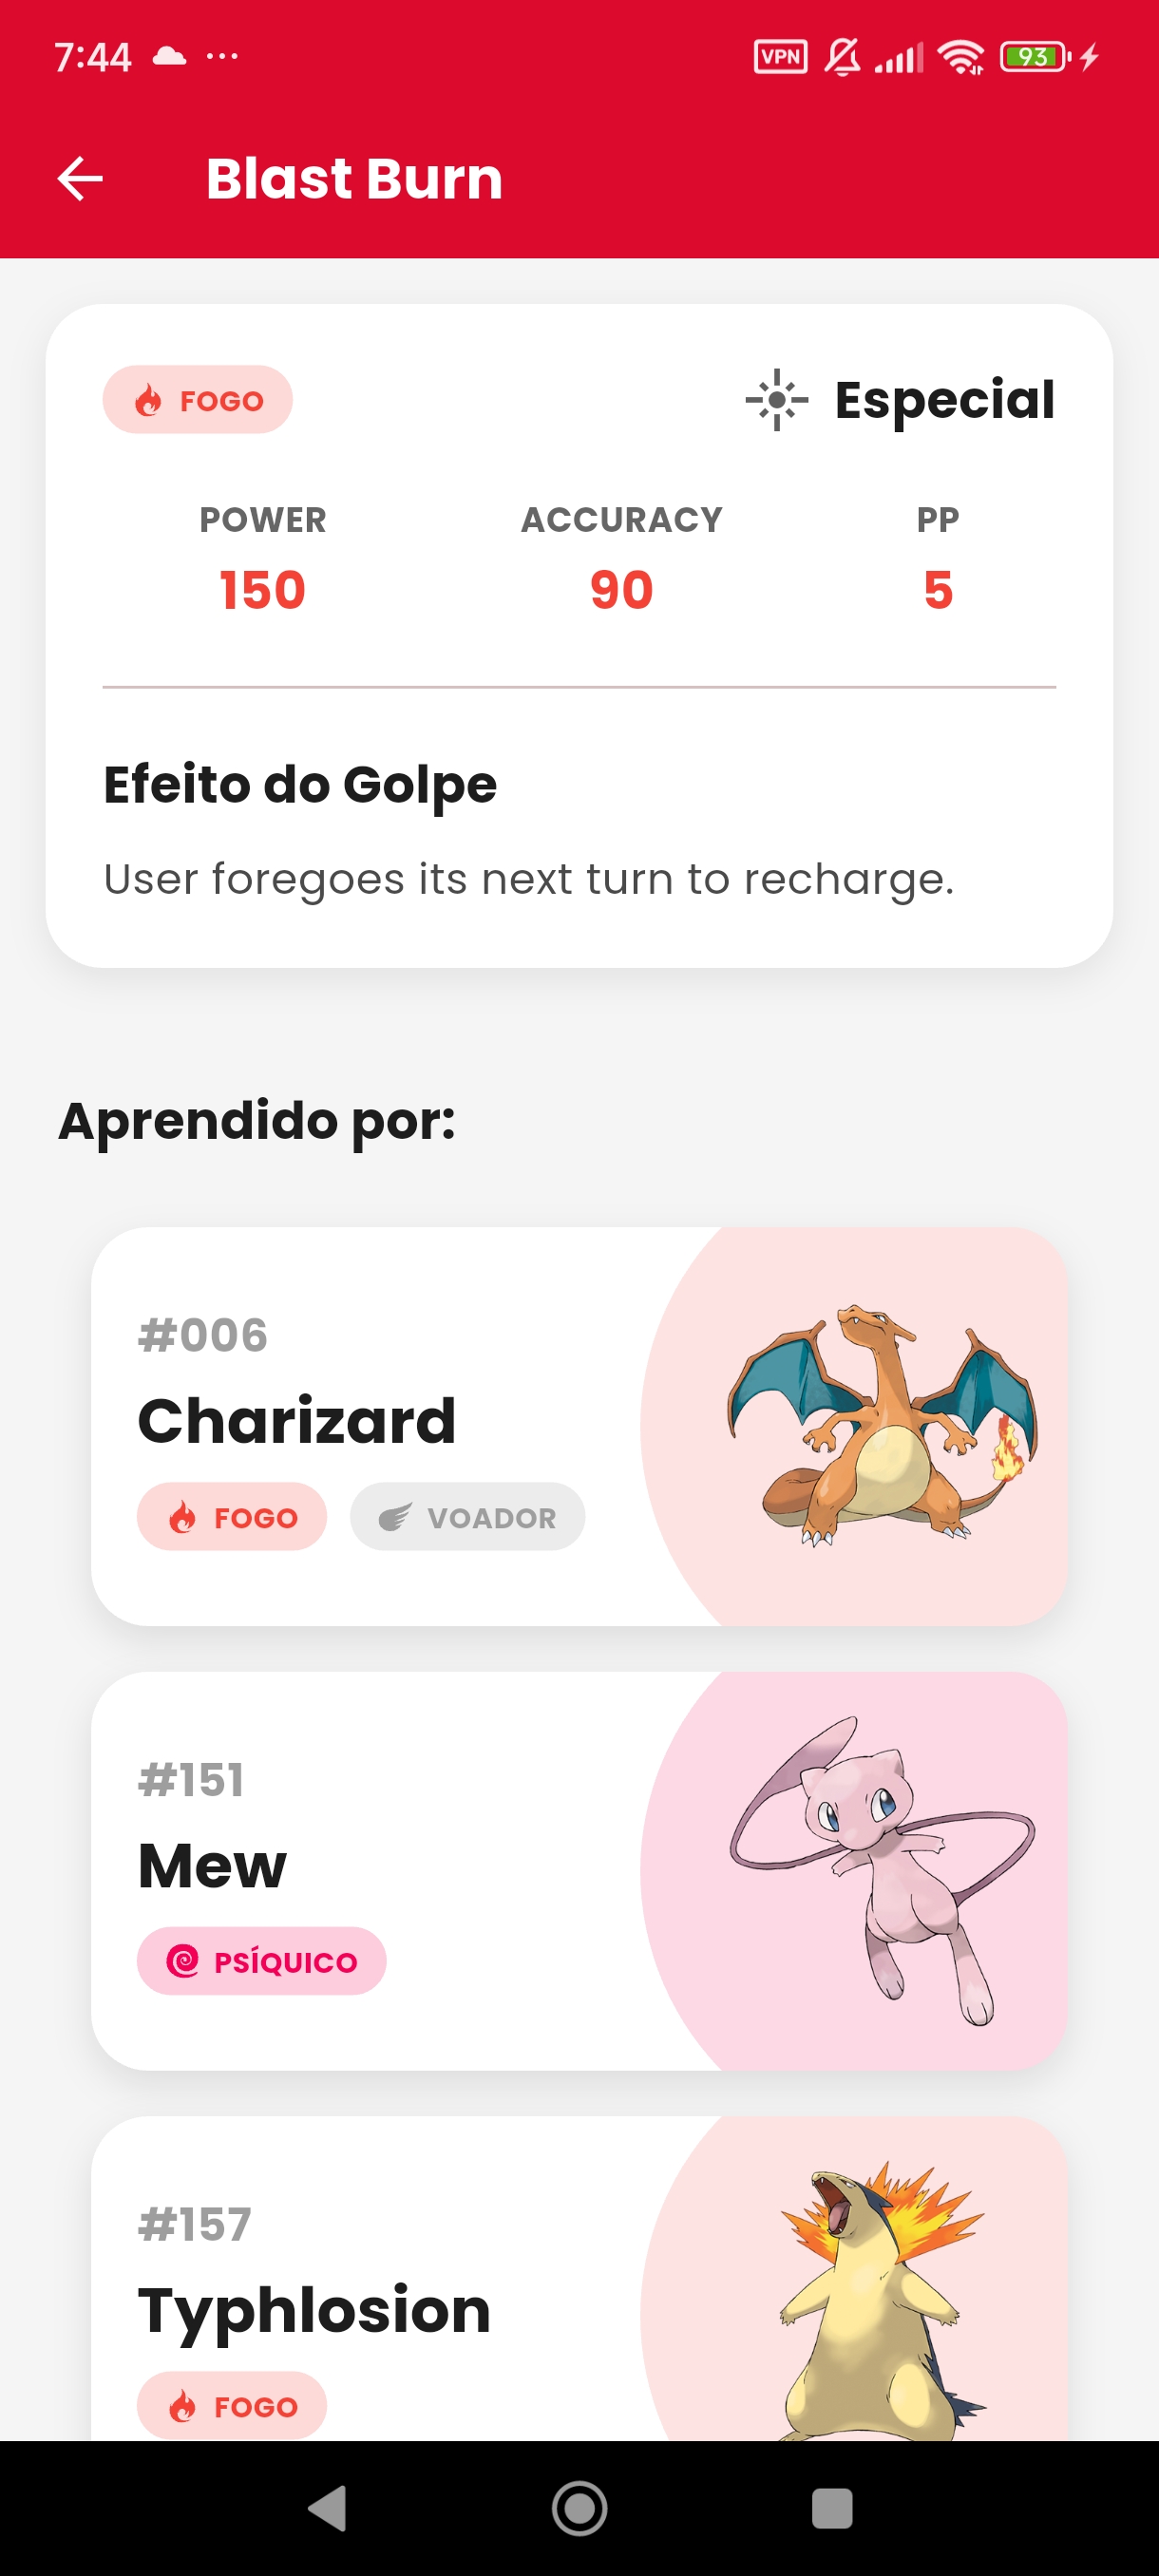 7:44
VPN
93
Blast Burn
FOGO
Especial
POWER
ACCURACY
PP
150
90
5
Efeito do Golpe
User foregoes its next turn to recharge.
Aprendido por:
#006
Charizard
FOGO
VOADOR
#151
Mew
PSÍQUICO
#157
Typhlosion
FOGO